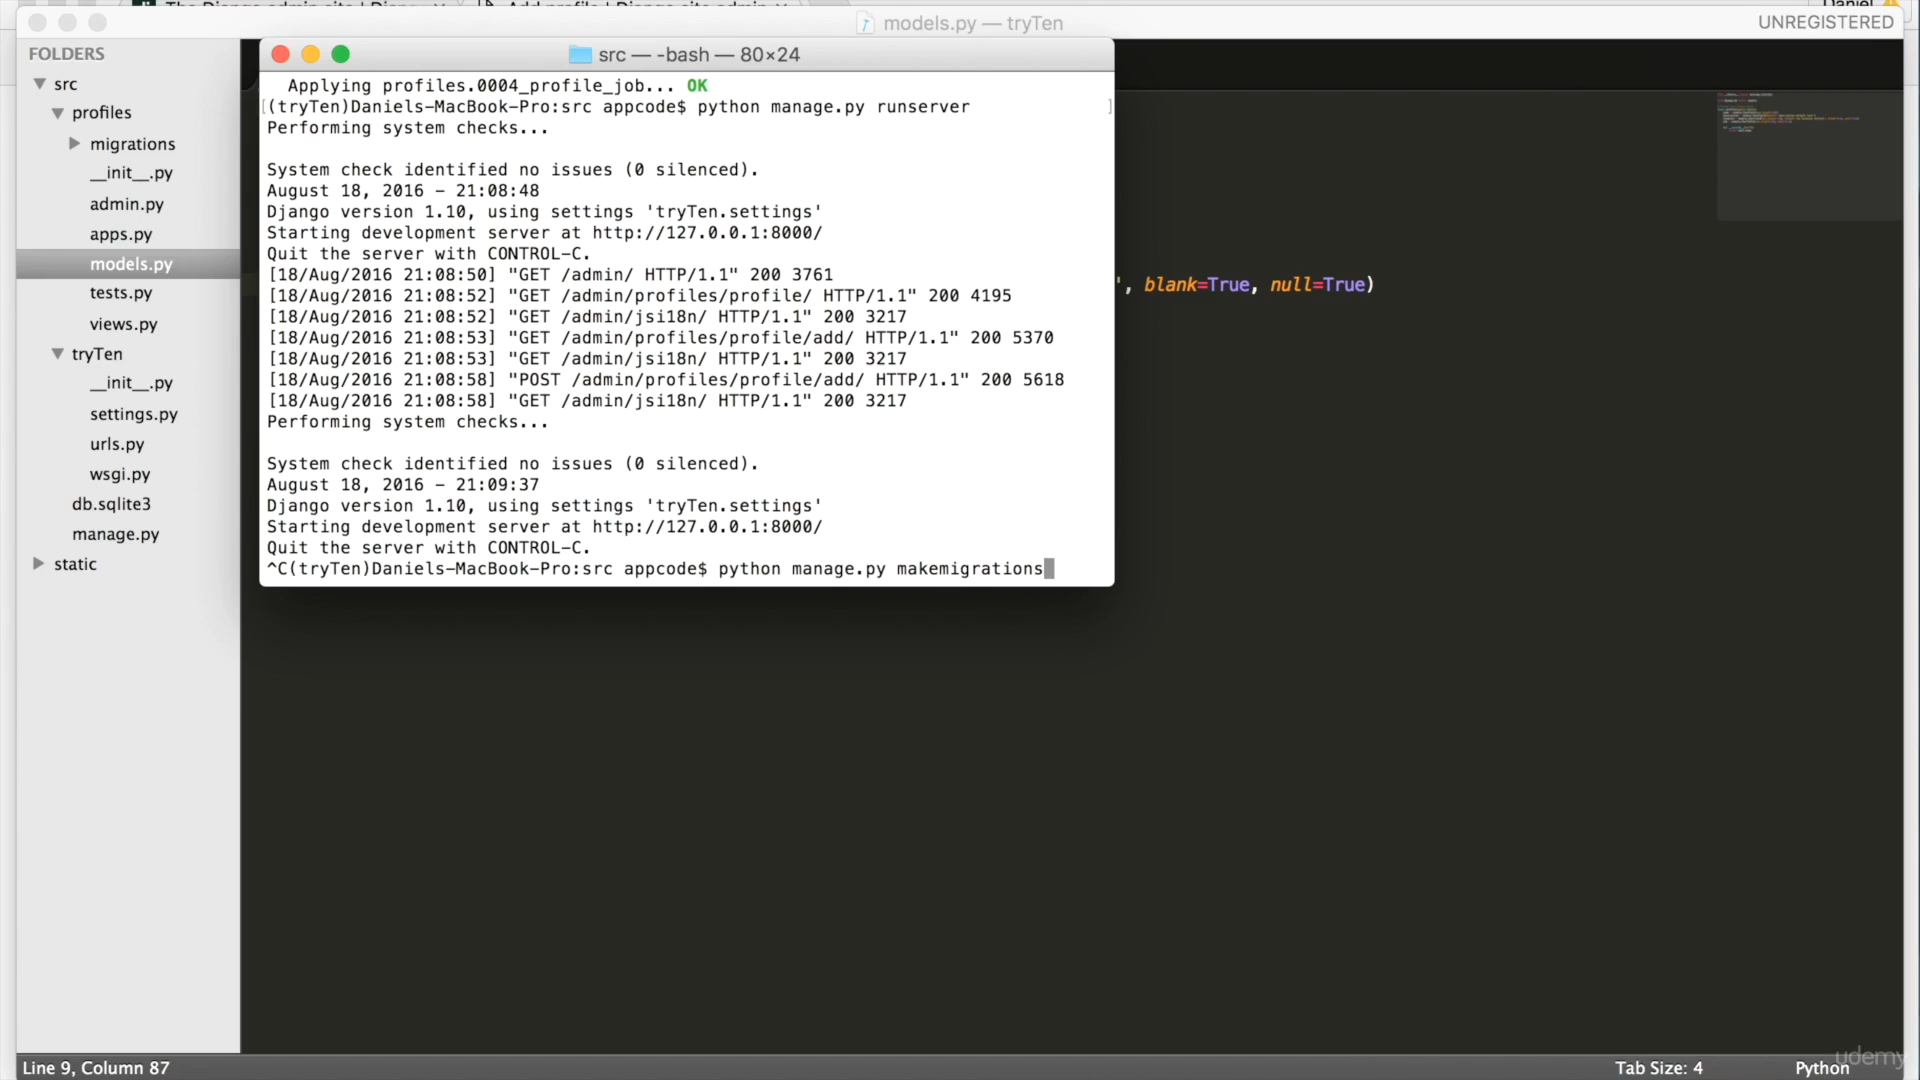 The Django admin site | Djang
Add profile | Django site admin
Daniel
models.py — tryTen
UNREGISTERED
FOLDERS
src
profiles
migrations
__init__.py
admin.py
apps.py
models.py
tests.py
views.py
tryTen
__init__.py
settings.py
urls.py
wsgi.py
db.sqlite3
manage.py
static
src — -bash — 80×24
Applying profiles.0004_profile_job... OK
[(tryTen)Daniels-MacBook-Pro:src appcode$ python manage.py runserver ]
Performing system checks...
System check identified no issues (0 silenced).
August 18, 2016 - 21:08:48
Django version 1.10, using settings 'tryTen.settings'
Starting development server at http://127.0.0.1:8000/
Quit the server with CONTROL-C.
[18/Aug/2016 21:08:50] "GET /admin/ HTTP/1.1" 200 3761
[18/Aug/2016 21:08:52] "GET /admin/profiles/profile/ HTTP/1.1" 200 4195
[18/Aug/2016 21:08:52] "GET /admin/jsi18n/ HTTP/1.1" 200 3217
[18/Aug/2016 21:08:53] "GET /admin/profiles/profile/add/ HTTP/1.1" 200 5370
[18/Aug/2016 21:08:53] "GET /admin/jsi18n/ HTTP/1.1" 200 3217
[18/Aug/2016 21:08:58] "POST /admin/profiles/profile/add/ HTTP/1.1" 200 5618
[18/Aug/2016 21:08:58] "GET /admin/jsi18n/ HTTP/1.1" 200 3217
Performing system checks...
System check identified no issues (0 silenced).
August 18, 2016 - 21:09:37
Django version 1.10, using settings 'tryTen.settings'
Starting development server at http://127.0.0.1:8000/
Quit the server with CONTROL-C.
^C(tryTen)Daniels-MacBook-Pro:src appcode$ python manage.py makemigrations
', blank=True, null=True)
Line 9, Column 87
Tab Size: 4
Python
udemy